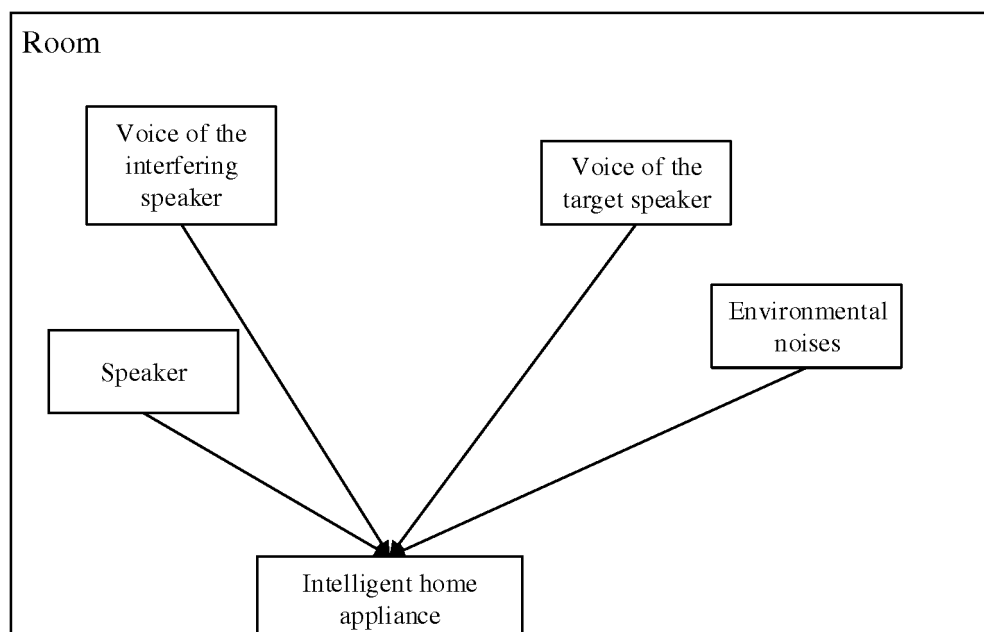 Room
Voice of the
interfering
speaker
Voice of the
target speaker
Environmental
noises
Speaker
Intelligent home
appliance